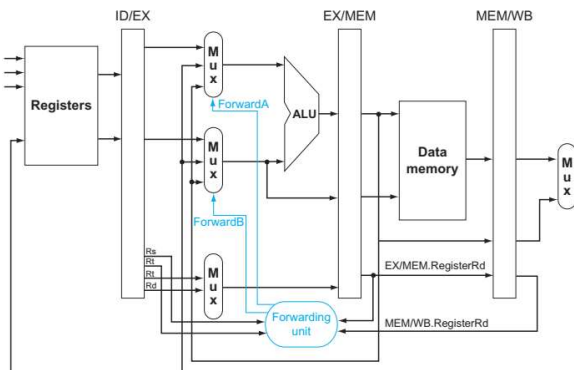 ID/EX
EX/MEM
MEM/WB
Registers
Mux
ForwardA
ALU
Mux
Data
memory
Mux
ForwardB
Rs
Rt
Rt
Rd
Mux
EX/MEM.RegisterRd
Forwarding
unit
MEM/WB.RegisterRd